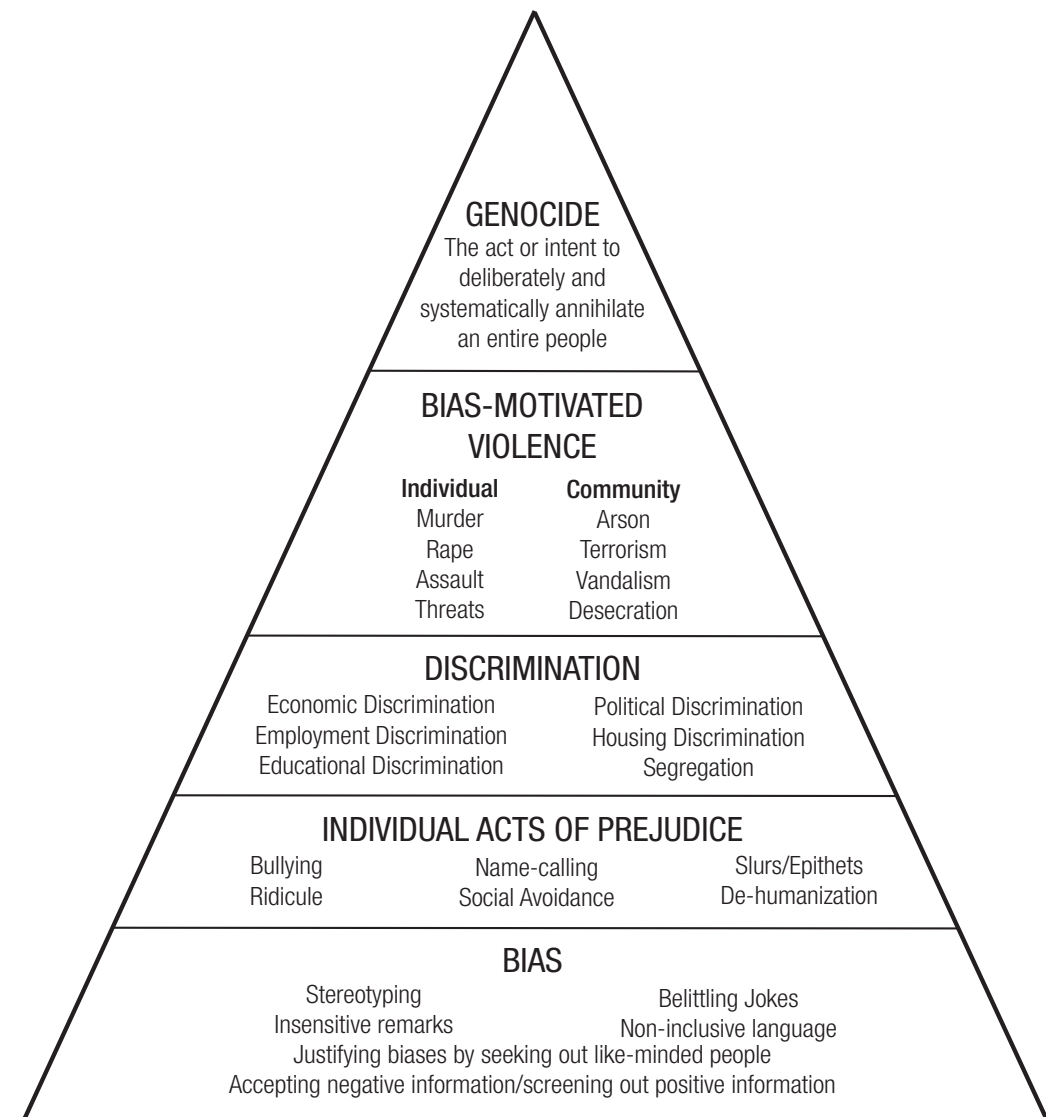 GENOCIDE
The act or intent to
deliberately and
systematically annihilate
an entire people
BIAS-MOTIVATED
VIOLENCE
Individual
Murder
Rape
Assault
Threats
Community
Arson
Terrorism
Vandalism
Desecration
DISCRIMINATION
Economic Discrimination
Employment Discrimination
Educational Discrimination
Political Discrimination
Housing Discrimination
Segregation
INDIVIDUAL ACTS OF PREJUDICE
Bullying
Ridicule
Name-calling
Social Avoidance
Slurs/Epithets
De-humanization
BIAS
Stereotyping
Insensitive remarks
Belittling Jokes
Non-inclusive language
Justifying biases by seeking out like-minded people
Accepting negative information/screening out positive information